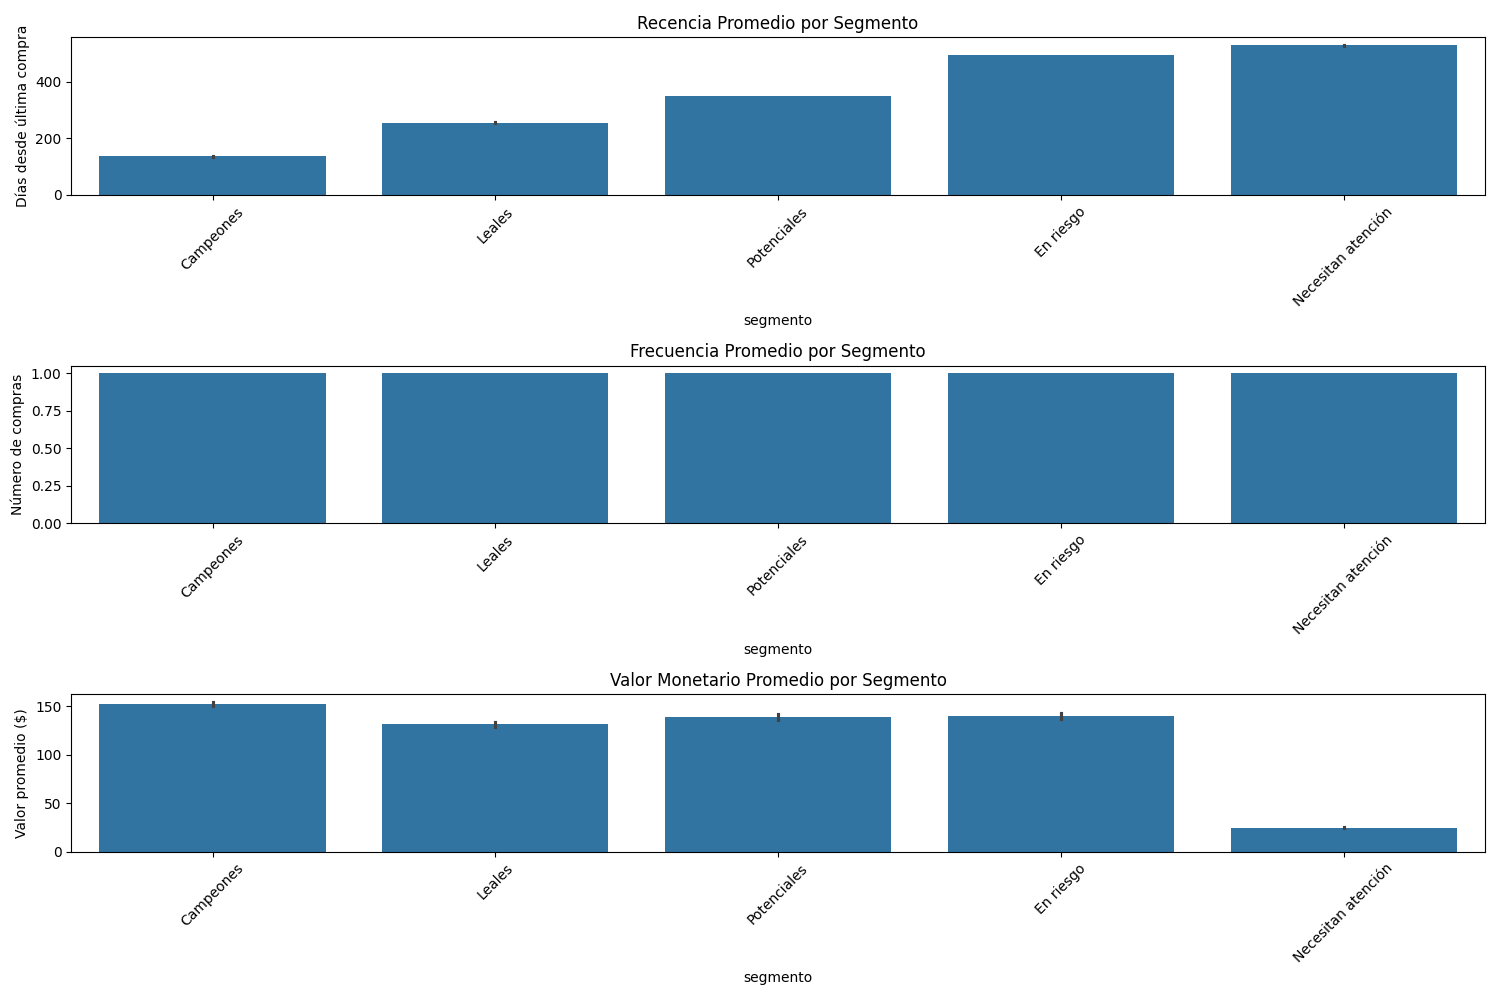 Recencia Promedio por Segmento
Días desde última compra
400
200
0
Campeones
Leales
Potenciales
En riesgo
Necesitan atención
segmento
Frecuencia Promedio por Segmento
Número de compras
1.00
0.75
0.50
0.25
0.00
Campeones
Leales
Potenciales
En riesgo
Necesitan atención
segmento
Valor Monetario Promedio por Segmento
Valor promedio ($)
150
100
50
0
Campeones
Leales
Potenciales
En riesgo
Necesitan atención
segmento